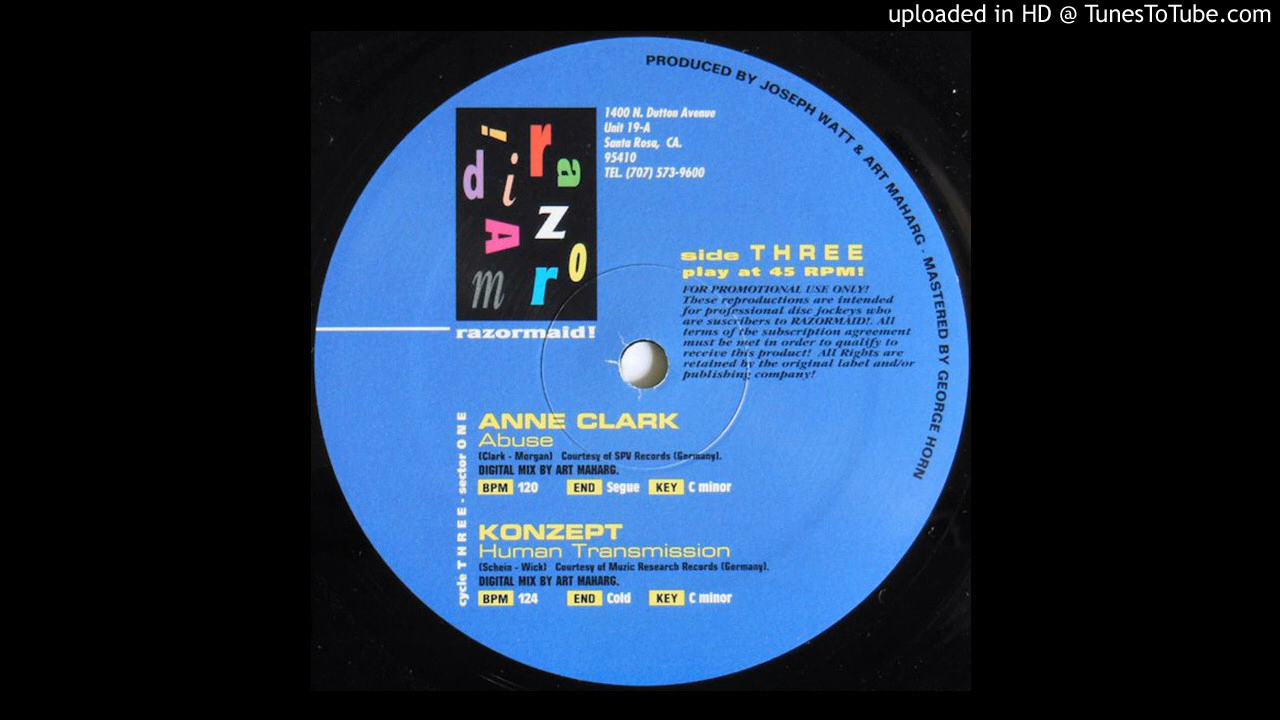 uploaded in HD @ TunesToTube.com
PRODUCED BY JOSEPH WATT & ART MAHARG - MASTERED BY GEORGE HORN
1400 N. Dutton Avenue
Unit 19-A
Santa Rosa, CA.
95410
TEL. (707) 573-9600
razorMAid!
razormaid!
side THREE
play at 45 RPM!
FOR PROMOTIONAL USE ONLY!
These reproductions are intended
for professional disc jockeys who
are suscribers to RAZORMAID!. All
terms of the subscription agreement
must be met in order to qualify to
receive this product! All Rights are
retained by the original label and/or
publishing company!
cycle THREE - sector ONE
ANNE CLARK
Abuse
(Clark - Morgan) Courtesy of SPV Records (Germany).
DIGITAL MIX BY ART MAHARG.
BPM 120 END Segue KEY C minor
KONZEPT
Human Transmission
(Schein - Wick) Courtesy of Muzic Research Records (Germany).
DIGITAL MIX BY ART MAHARG.
BPM 124 END Cold KEY C minor